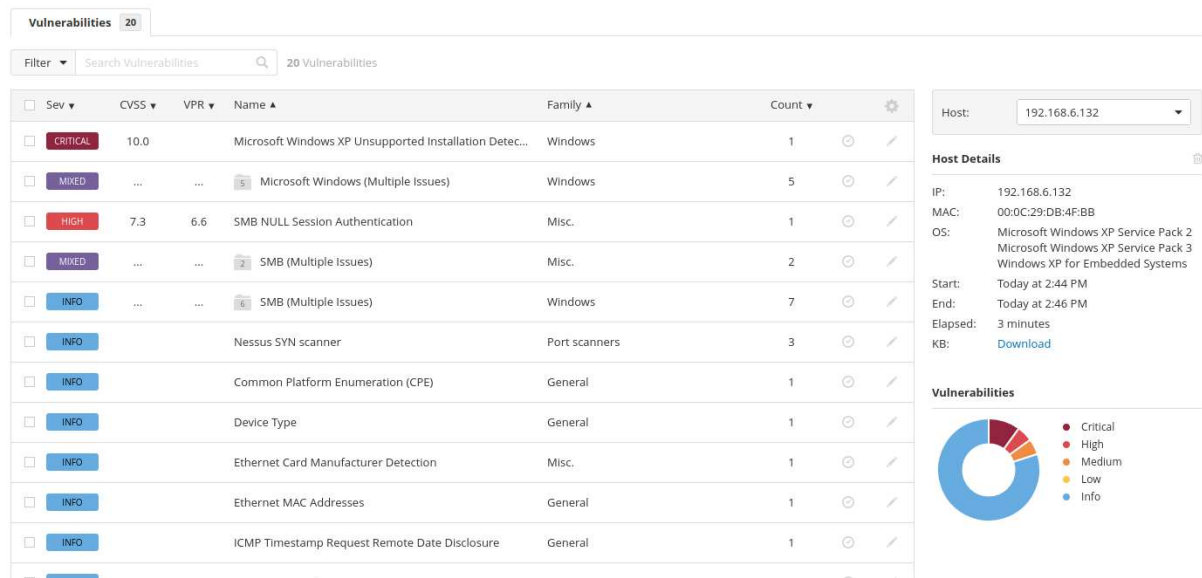 Vulnerabilities 20
Filter Search Vulnerabilities 20 Vulnerabilities
Sev CVSS VPR Name Family Count
CRITICAL 10.0 Microsoft Windows XP Unsupported Installation Detec... Windows 1
MIXED ... ... 5 Microsoft Windows (Multiple Issues) Windows 5
HIGH 7.3 6.6 SMB NULL Session Authentication Misc. 1
MIXED ... ... 2 SMB (Multiple Issues) Misc. 2
INFO ... ... 6 SMB (Multiple Issues) Windows 7
INFO Nessus SYN scanner Port scanners 3
INFO Common Platform Enumeration (CPE) General 1
INFO Device Type General 1
INFO Ethernet Card Manufacturer Detection Misc. 1
INFO Ethernet MAC Addresses General 1
INFO ICMP Timestamp Request Remote Date Disclosure General 1
Host: 192.168.6.132
Host Details
IP: 192.168.6.132
MAC: 00:0C:29:DB:4F:BB
OS: Microsoft Windows XP Service Pack 2
Microsoft Windows XP Service Pack 3
Windows XP for Embedded Systems
Start: Today at 2:44 PM
End: Today at 2:46 PM
Elapsed: 3 minutes
KB: Download
Vulnerabilities
Critical
High
Medium
Low
Info